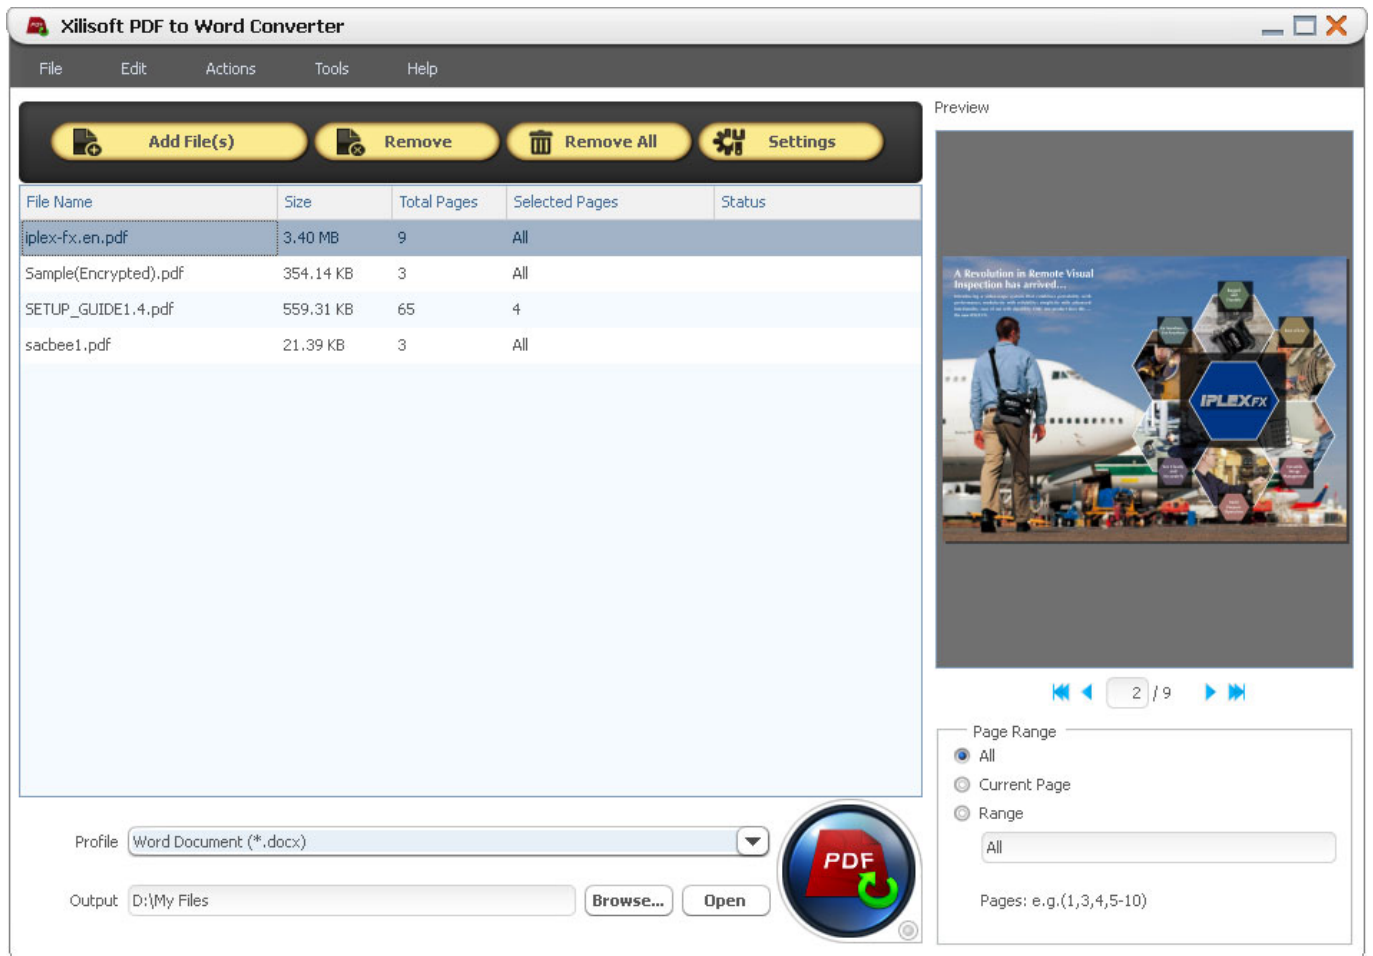 Xilisoft PDF to Word Converter
File Edit Actions Tools Help
Add File(s) Remove Remove All Settings
File Name Size Total Pages Selected Pages Status
iplex-fx.en.pdf 3.40 MB 9 All
Sample(Encrypted).pdf 354.14 KB 3 All
SETUP_GUIDE1.4.pdf 559.31 KB 65 4
sacbee1.pdf 21.39 KB 3 All
Profile Word Document (*.docx)
Output D:\My Files Browse... Open
PDF
Preview
A Revolution in Remote Visual
Inspection has arrived...
IPLEX FX
2 / 9
Page Range
All
Current Page
Range
All
Pages: e.g.(1,3,4,5-10)